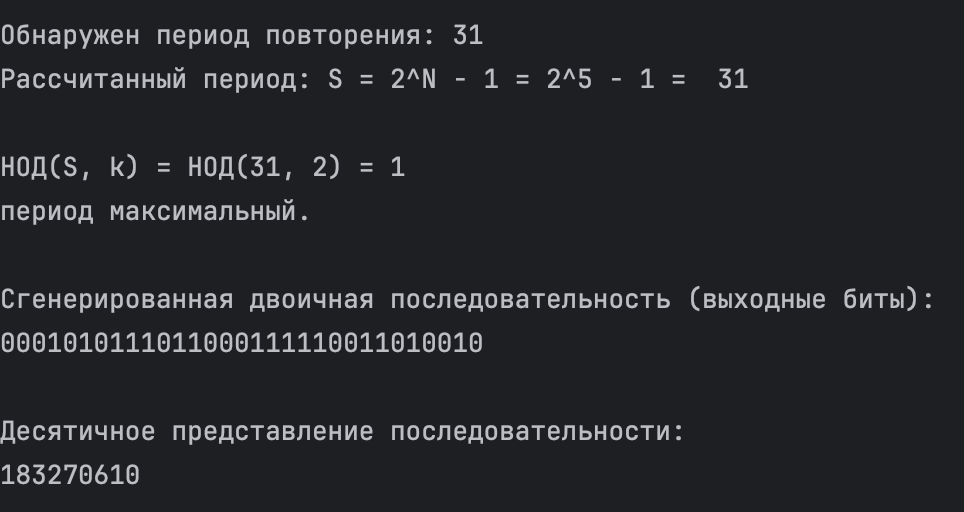 Обнаружен период повторения: 31
Рассчитанный период: S = 2^N - 1 = 2^5 - 1 =  31
НОД(S, k) = НОД(31, 2) = 1
период максимальный.
Сгенерированная двоичная последовательность (выходные биты):
0001010111011000111110011010010
Десятичное представление последовательности:
183270610